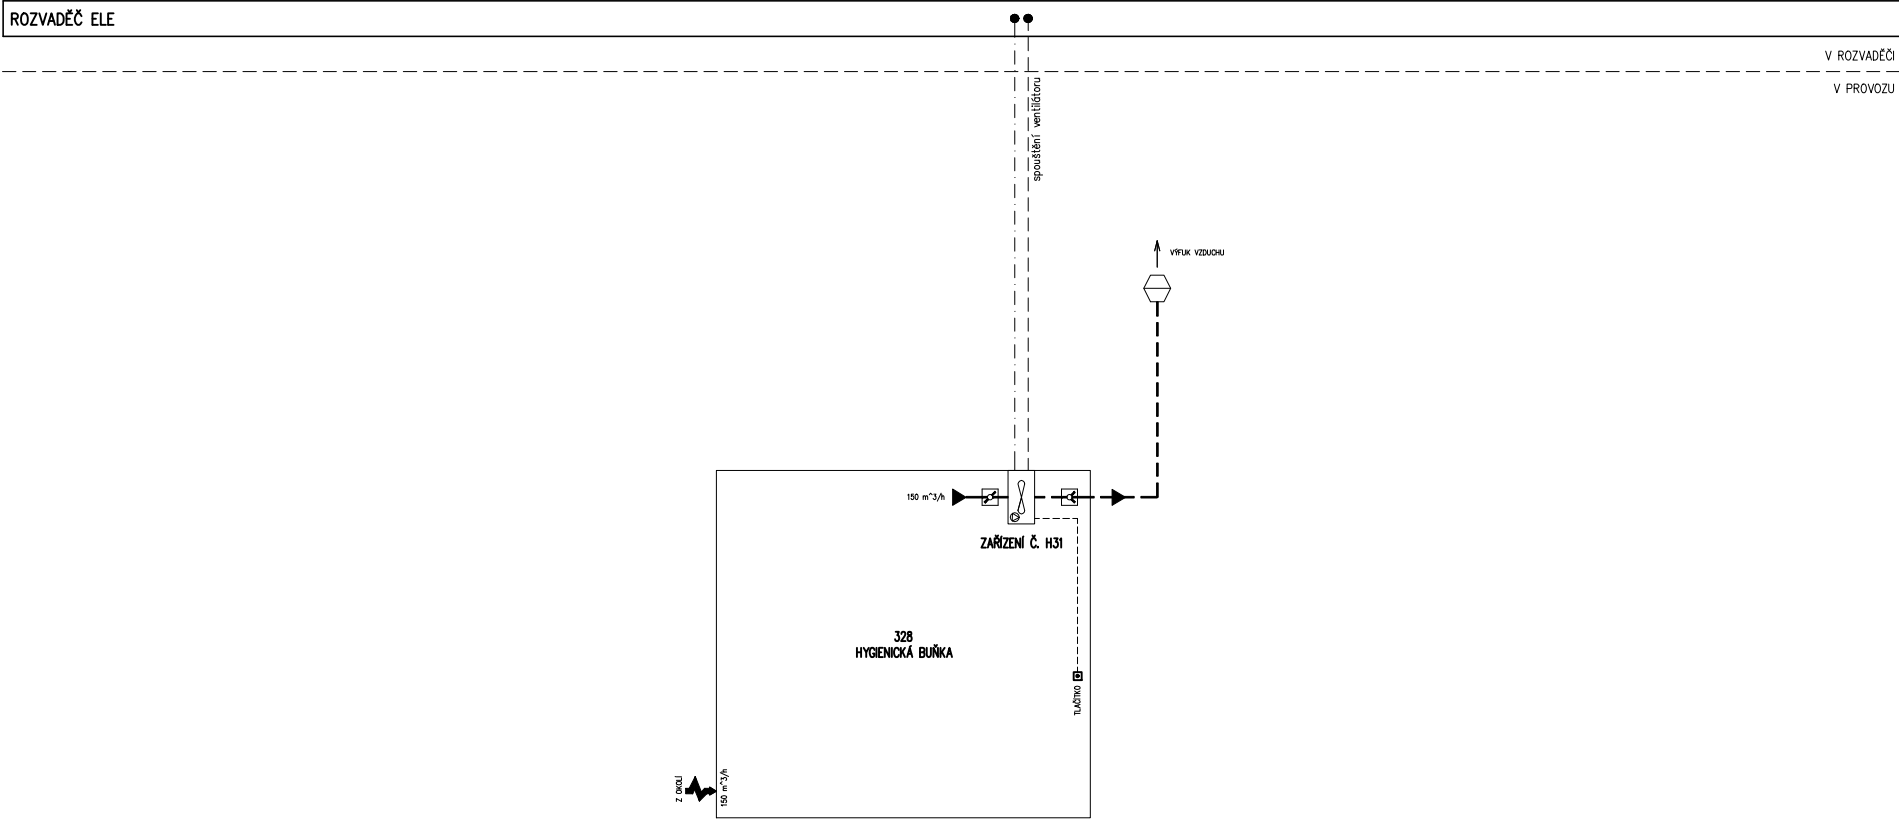 ROZVADĚČ ELE
V ROZVADĚČI
V PROVOZU
spouštění ventilátoru
VÝFUK VZDUCHU
150 m^3/h
ZAŘÍZENÍ Č. H31
328
HYGIENICKÁ BUŇKA
TLAČÍTKO
Z OKOLÍ
150 m^3/h